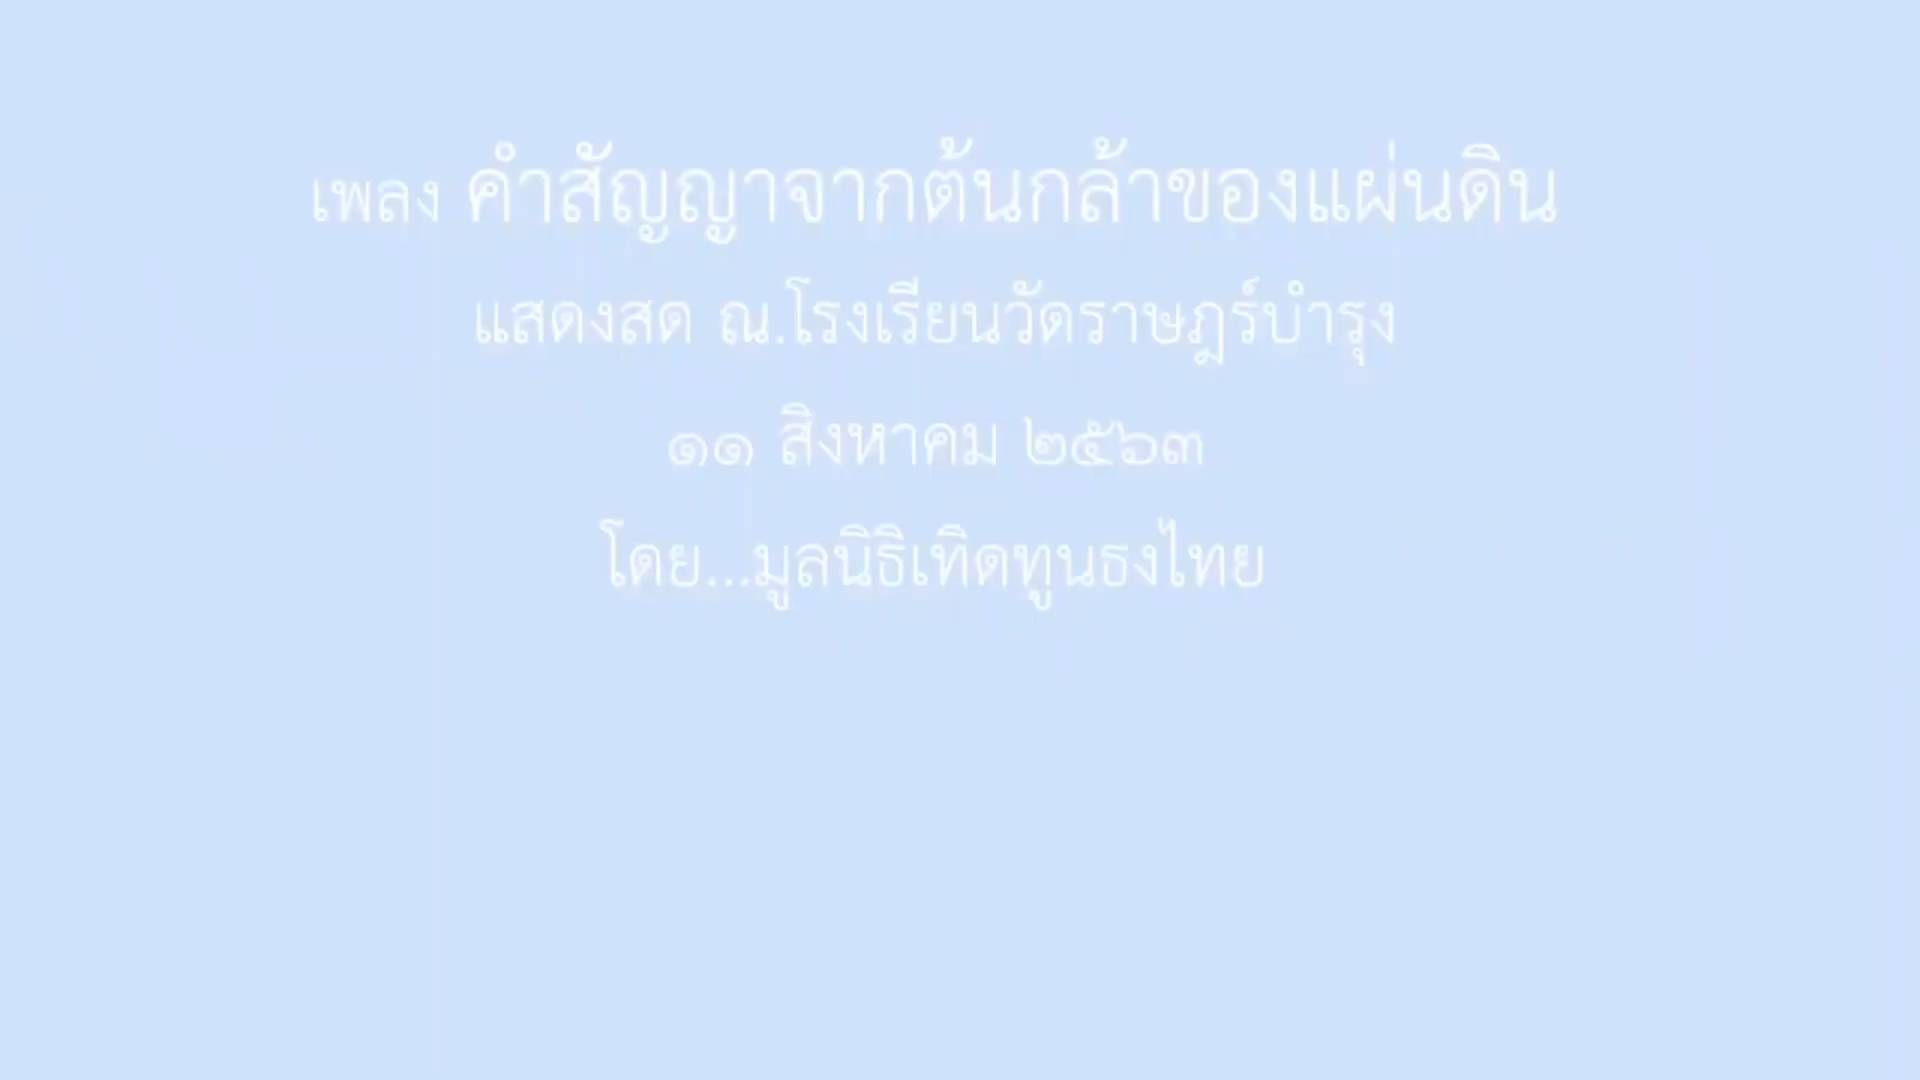 เพลง คำสัญญาจากต้นกล้าของแผ่นดิน
แสดงสด ณ.โรงเรียนวัดราษฎร์บำรุง
๑๑ สิงหาคม ๒๕๖๓
โดย...มูลนิธิเทิดทูนธงไทย